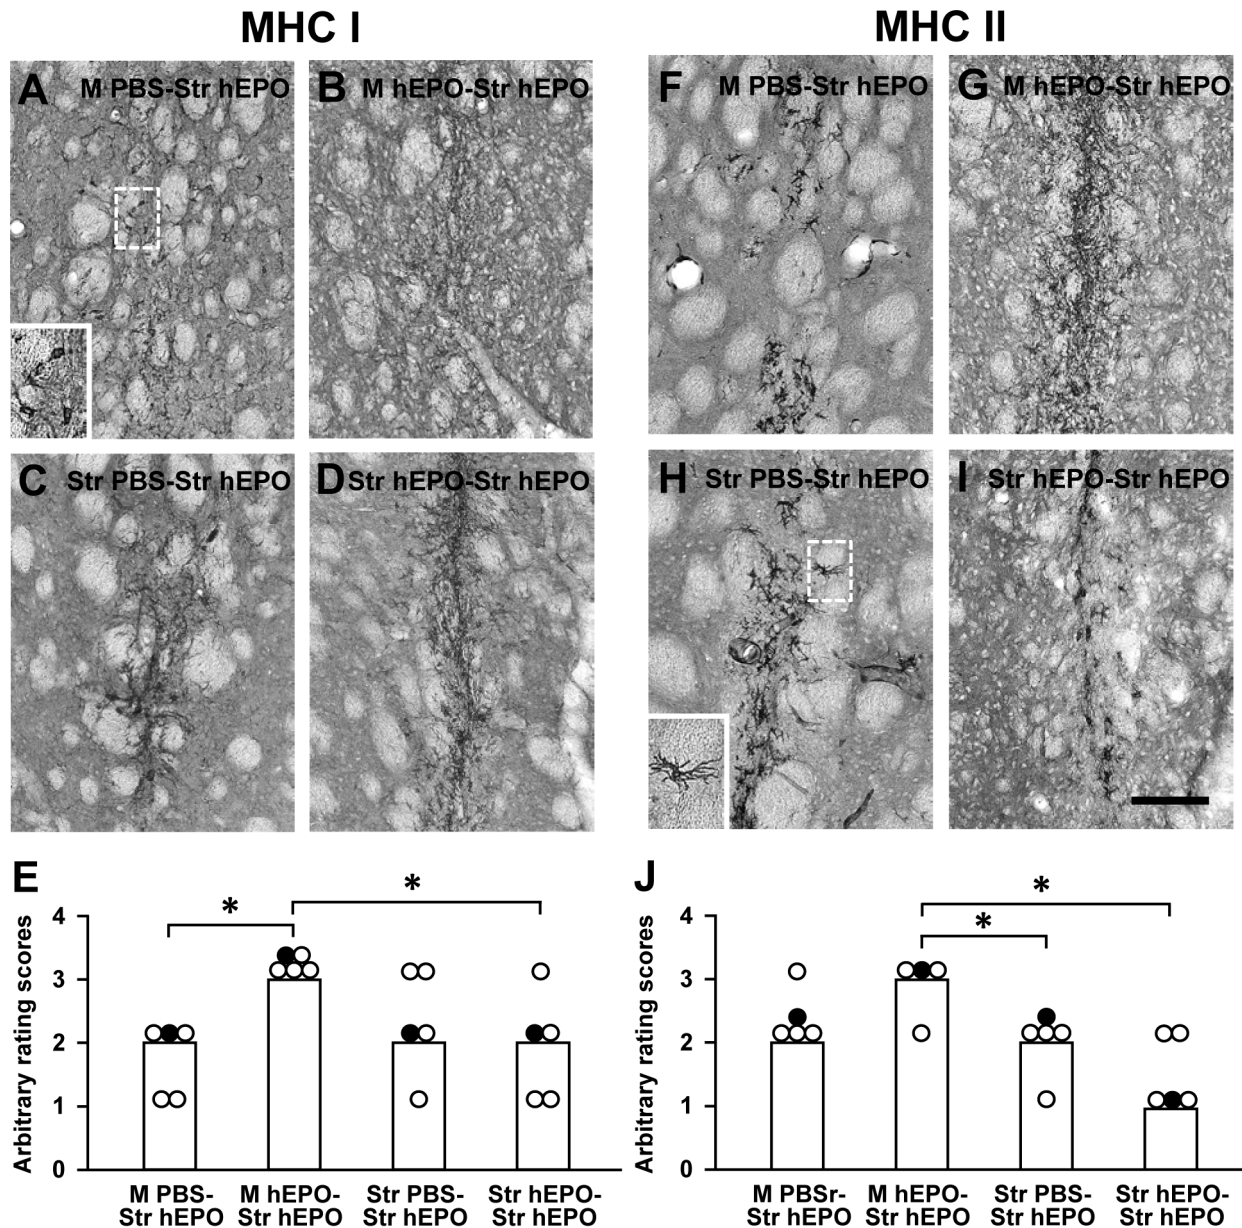 MHC I
MHC II
A M PBS-Str hEPO
B M hEPO-Str hEPO
F M PBS-Str hEPO
G M hEPO-Str hEPO
C Str PBS-Str hEPO
D Str hEPO-Str hEPO
H Str PBS-Str hEPO
I Str hEPO-Str hEPO
E
Arbitrary rating scores
4
3
2
1
0
*
*
M PBS-
Str hEPO
M hEPO-
Str hEPO
Str PBS-
Str hEPO
Str hEPO-
Str hEPO
J
Arbitrary rating scores
4
3
2
1
0
*
*
M PBSr-
Str hEPO
M hEPO-
Str hEPO
Str PBS-
Str hEPO
Str hEPO-
Str hEPO